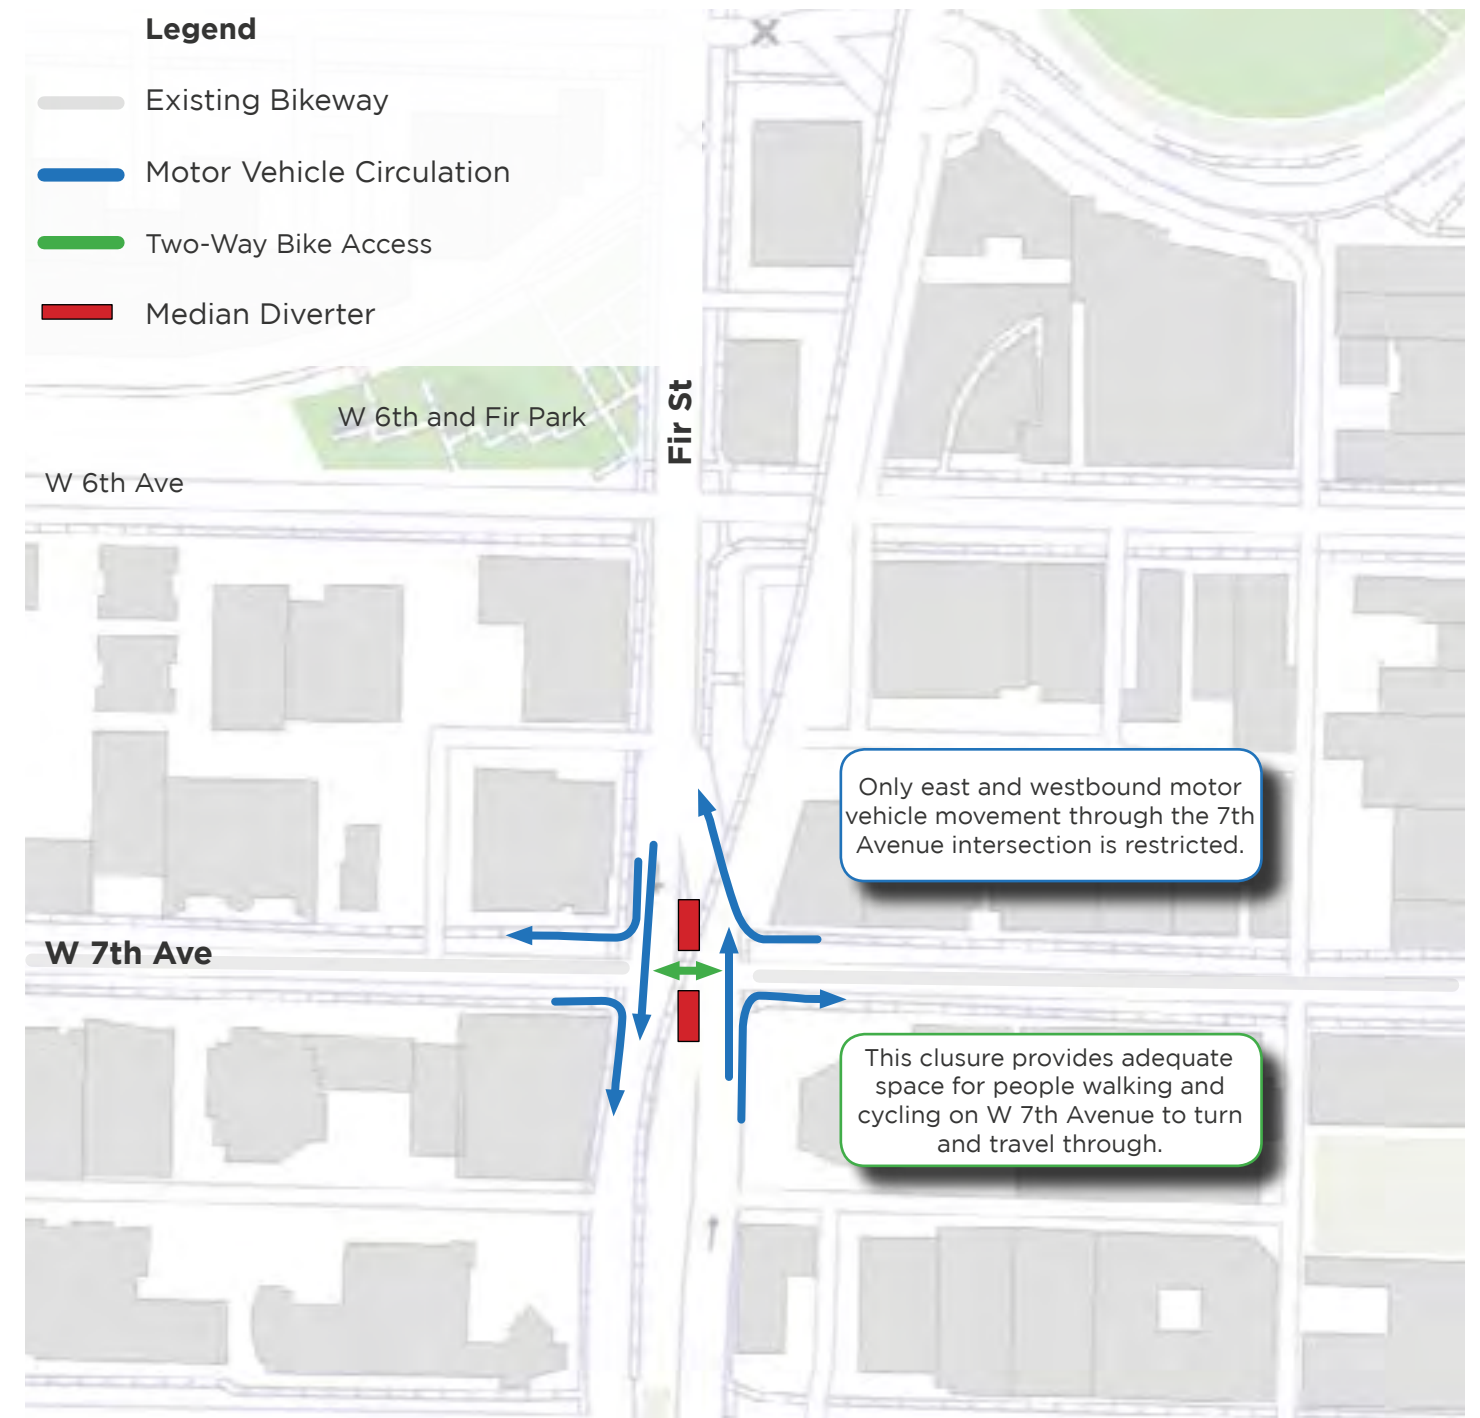 Legend
Existing Bikeway
Motor Vehicle Circulation
Two-Way Bike Access
Median Diverter
W 6th and Fir Park
Fir St
W 6th Ave
Only east and westbound motor
vehicle movement through the 7th
Avenue intersection is restricted.
W 7th Ave
This clusure provides adequate
space for people walking and
cycling on W 7th Avenue to turn
and travel through.